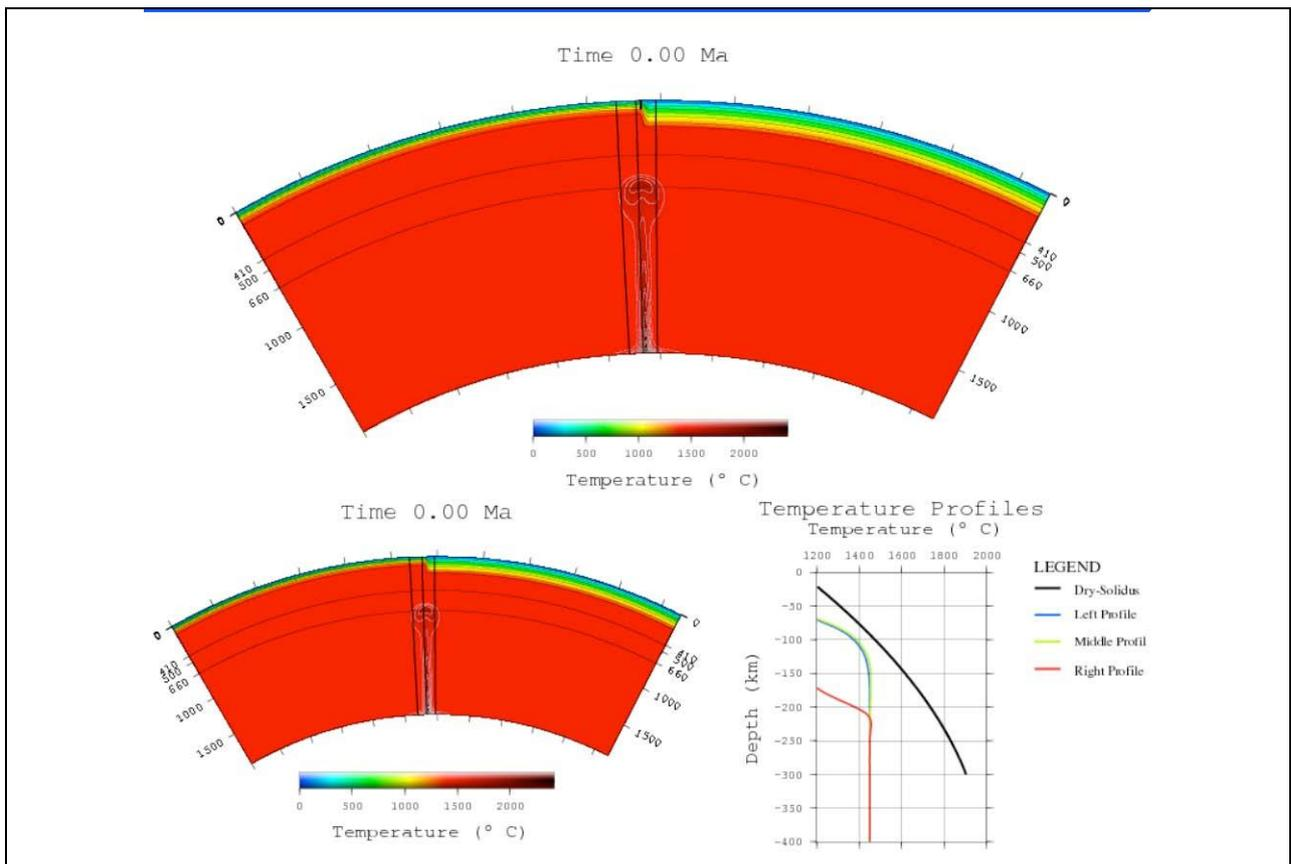 Time 0.00 Ma
0
410
500
660
1000
1500
0
410
500
660
1000
1500
0 500 1000 1500 2000
Temperature (° C)
Time 0.00 Ma
0
410
500
660
1000
1500
0
410
500
660
1000
1500
0 500 1000 1500 2000
Temperature (° C)
Temperature Profiles
Temperature (° C)
1200 1400 1600 1800 2000
0
-50
-100
-150
-200
-250
-300
-350
-400
Depth (km)
LEGEND
Dry-Solidus
Left Profile
Middle Profil
Right Profile